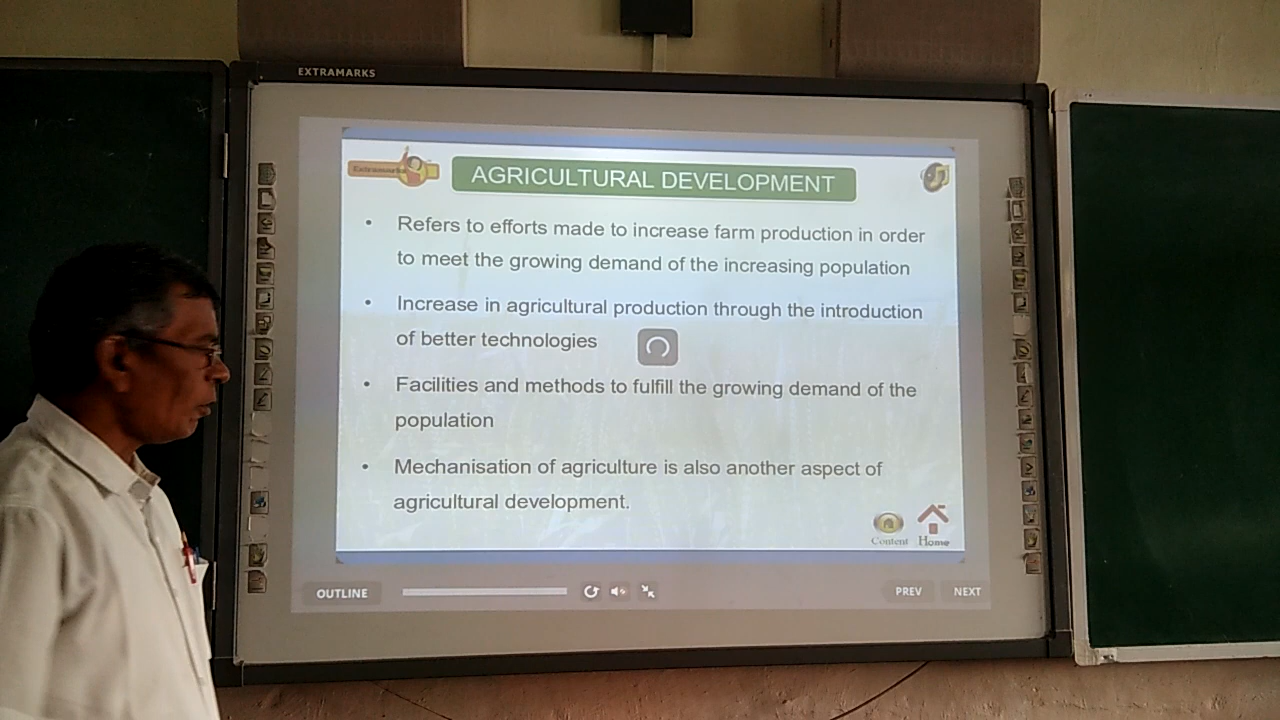 EXTRAMARKS
Extramarks
AGRICULTURAL DEVELOPMENT
• Refers to efforts made to increase farm production in order
to meet the growing demand of the increasing population
• Increase in agricultural production through the introduction
of better technologies
• Facilities and methods to fulfill the growing demand of the
population
• Mechanisation of agriculture is also another aspect of
agricultural development.
Content Home
OUTLINE PREV NEXT